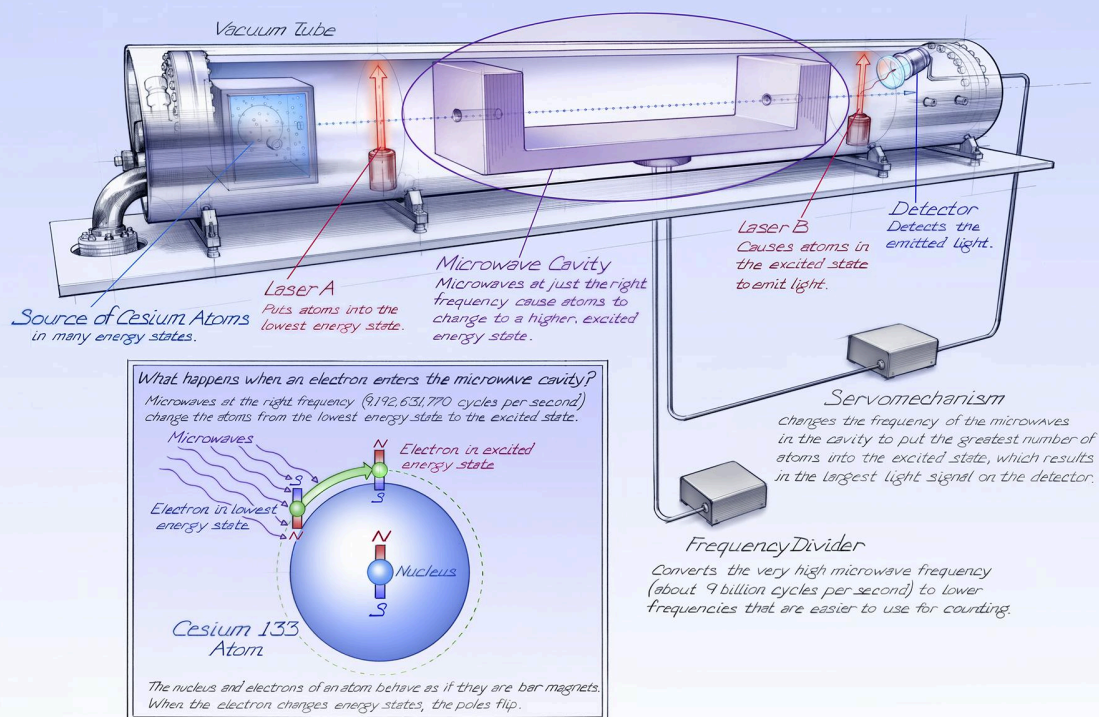 Vacuum Tube
Source of Cesium Atoms
in many energy states.
Laser A
Puts atoms into the
lowest energy state.
Microwave Cavity
Microwaves at just the right
frequency cause atoms to
change to a higher, excited
energy state.
Laser B
Causes atoms in
the excited state
to emit light.
Detector
Detects the
emitted light.
Servomechanism
changes the frequency of the microwaves
in the cavity to put the greatest number of
atoms into the excited state, which results
in the largest light signal on the detector.
Frequency Divider
Converts the very high microwave frequency
(about 9 billion cycles per second) to lower
frequencies that are easier to use for counting.
What happens when an electron enters the microwave cavity?
Microwaves at the right frequency (9,192,631,770 cycles per second)
change the atoms from the lowest energy state to the excited state.
Microwaves
N
Electron in excited
energy state
S
S
Electron in lowest
energy state
N
N
Nucleus
S
Cesium 133
Atom
The nucleus and electrons of an atom behave as if they are bar magnets.
When the electron changes energy states, the poles flip.